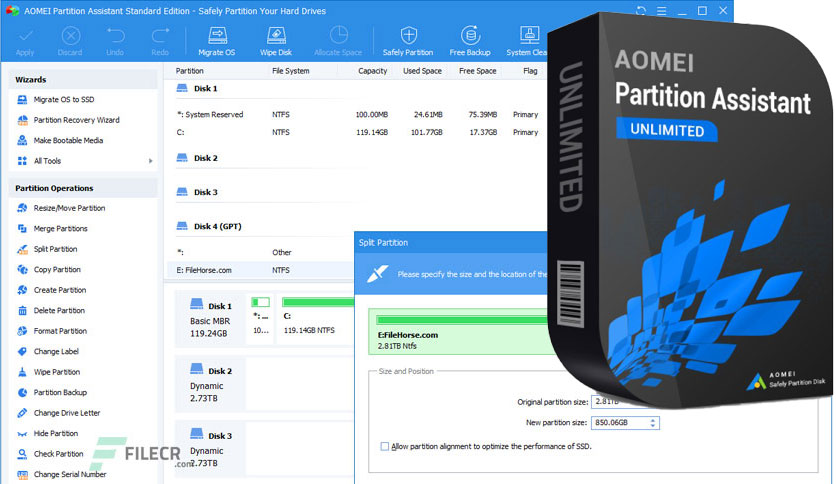 AOMEI Partition Assistant Standard Edition - Safely Partition Your Hard Drives
Apply Discard Undo Redo Migrate OS Wipe Disk Allocate Space Safely Partition Free Backup System Clea
Wizards
Migrate OS to SSD
Partition Recovery Wizard
Make Bootable Media
All Tools
Partition Operations
Resize/Move Partition
Merge Partitions
Split Partition
Copy Partition
Create Partition
Delete Partition
Format Partition
Change Label
Wipe Partition
Partition Backup
Change Drive Letter
Hide Partition
Check Partition
Change Serial Number
Partition File System Capacity Used Space Free Space Flag
Disk 1
*: System Reserved NTFS 100.00MB 24.61MB 75.39MB Primary
C: NTFS 119.14GB 101.77GB 17.37GB Primary
Disk 2
Disk 3
Disk 4 (GPT)
*: Other
E: FileHorse.com NTFS
Disk 1
Basic MBR
119.24GB
*: ...
10...
C:
119.14GB NTFS
Disk 2
Dynamic
2.73TB
Disk 3
Dynamic
2.73TB
Split Partition
Please specify the size and the location of the
E:FileHorse.com
2.81TB Ntfs
Size and Position
Original partition size: 2.81TB
New partition size: 850.06GB
Allow partition alignment to optimize the performance of SSD.
UNLIMITED
AOMEI
Partition Assistant
UNLIMITED
AOMEI
Safely Partition Disk
FILECR
.com